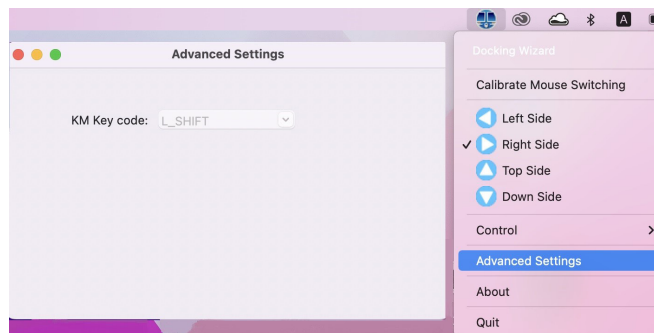 A
Advanced Settings
KM Key code: L_SHIFT
Docking Wizard
Calibrate Mouse Switching
Left Side
Right Side
Top Side
Down Side
Control
Advanced Settings
About
Quit